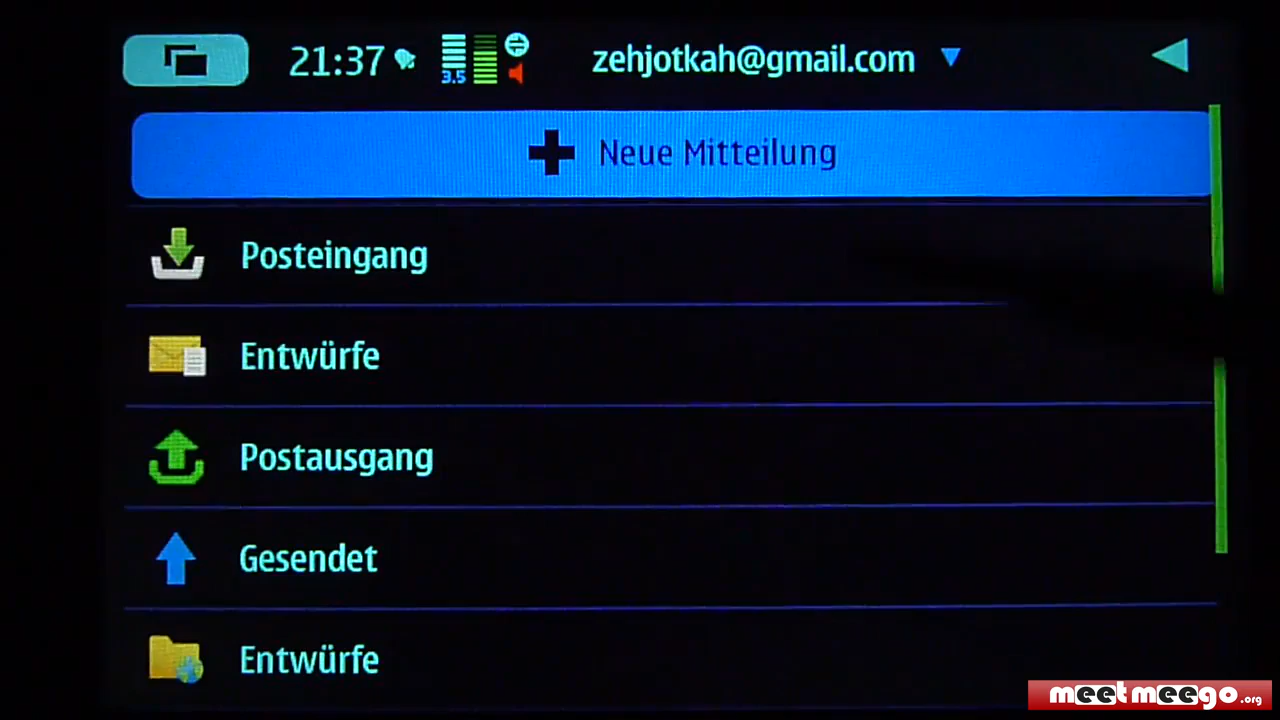 21:37
3.5
zehjotkah@gmail.com
Neue Mitteilung
Posteingang
Entwürfe
Postausgang
Gesendet
Entwürfe
meetmeego.org